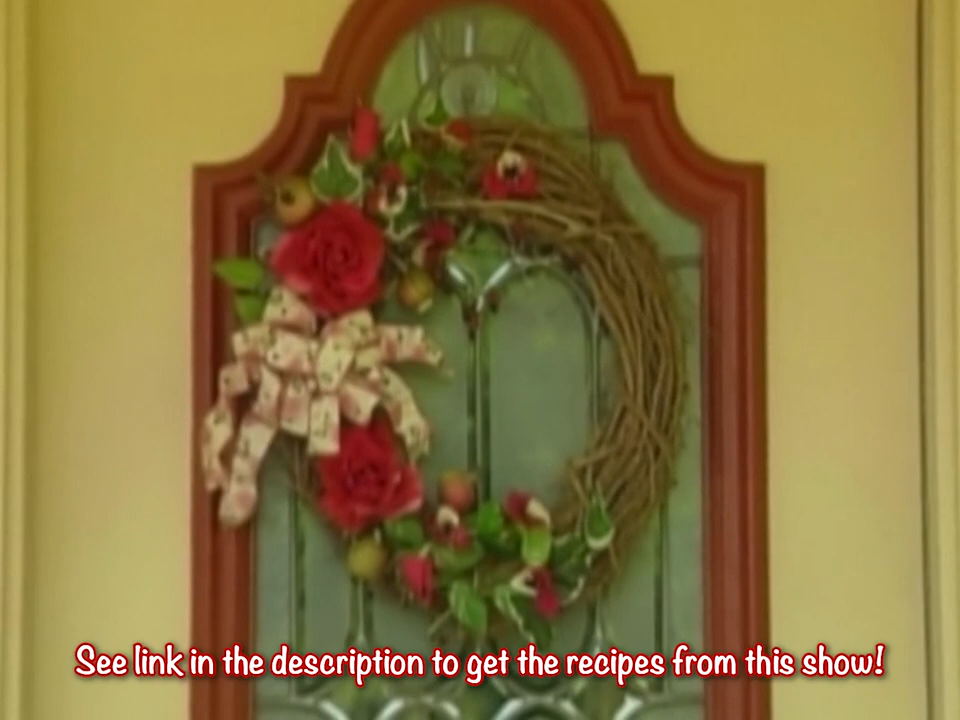 See link in the description to get the recipes from this show!